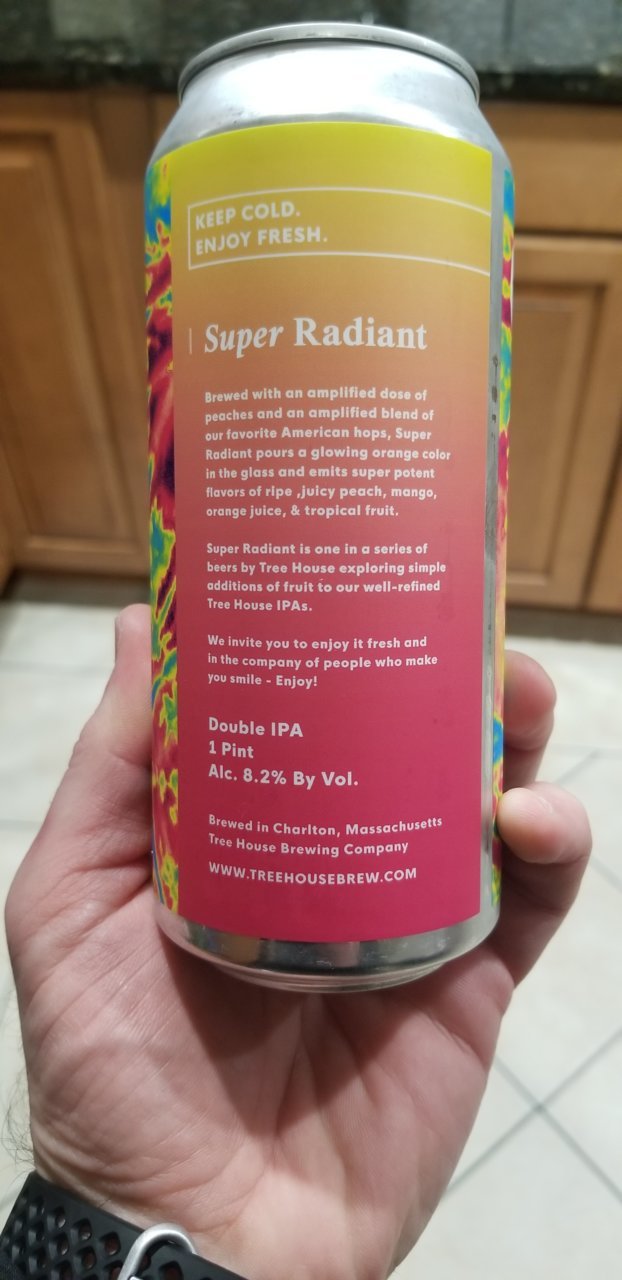 KEEP COLD.
ENJOY FRESH.
Super Radiant
Brewed with an amplified dose of
peaches and an amplified blend of
our favorite American hops, Super
Radiant pours a glowing orange color
in the glass and emits super potent
flavors of ripe ,juicy peach, mango,
orange juice, & tropical fruit.
Super Radiant is one in a series of
beers by Tree House exploring simple
additions of fruit to our well-refined
Tree House IPAs.
We invite you to enjoy it fresh and
in the company of people who make
you smile - Enjoy!
Double IPA
1 Pint
Alc. 8.2% By Vol.
Brewed in Charlton, Massachusetts
Tree House Brewing Company
WWW.TREEHOUSEBREW.COM